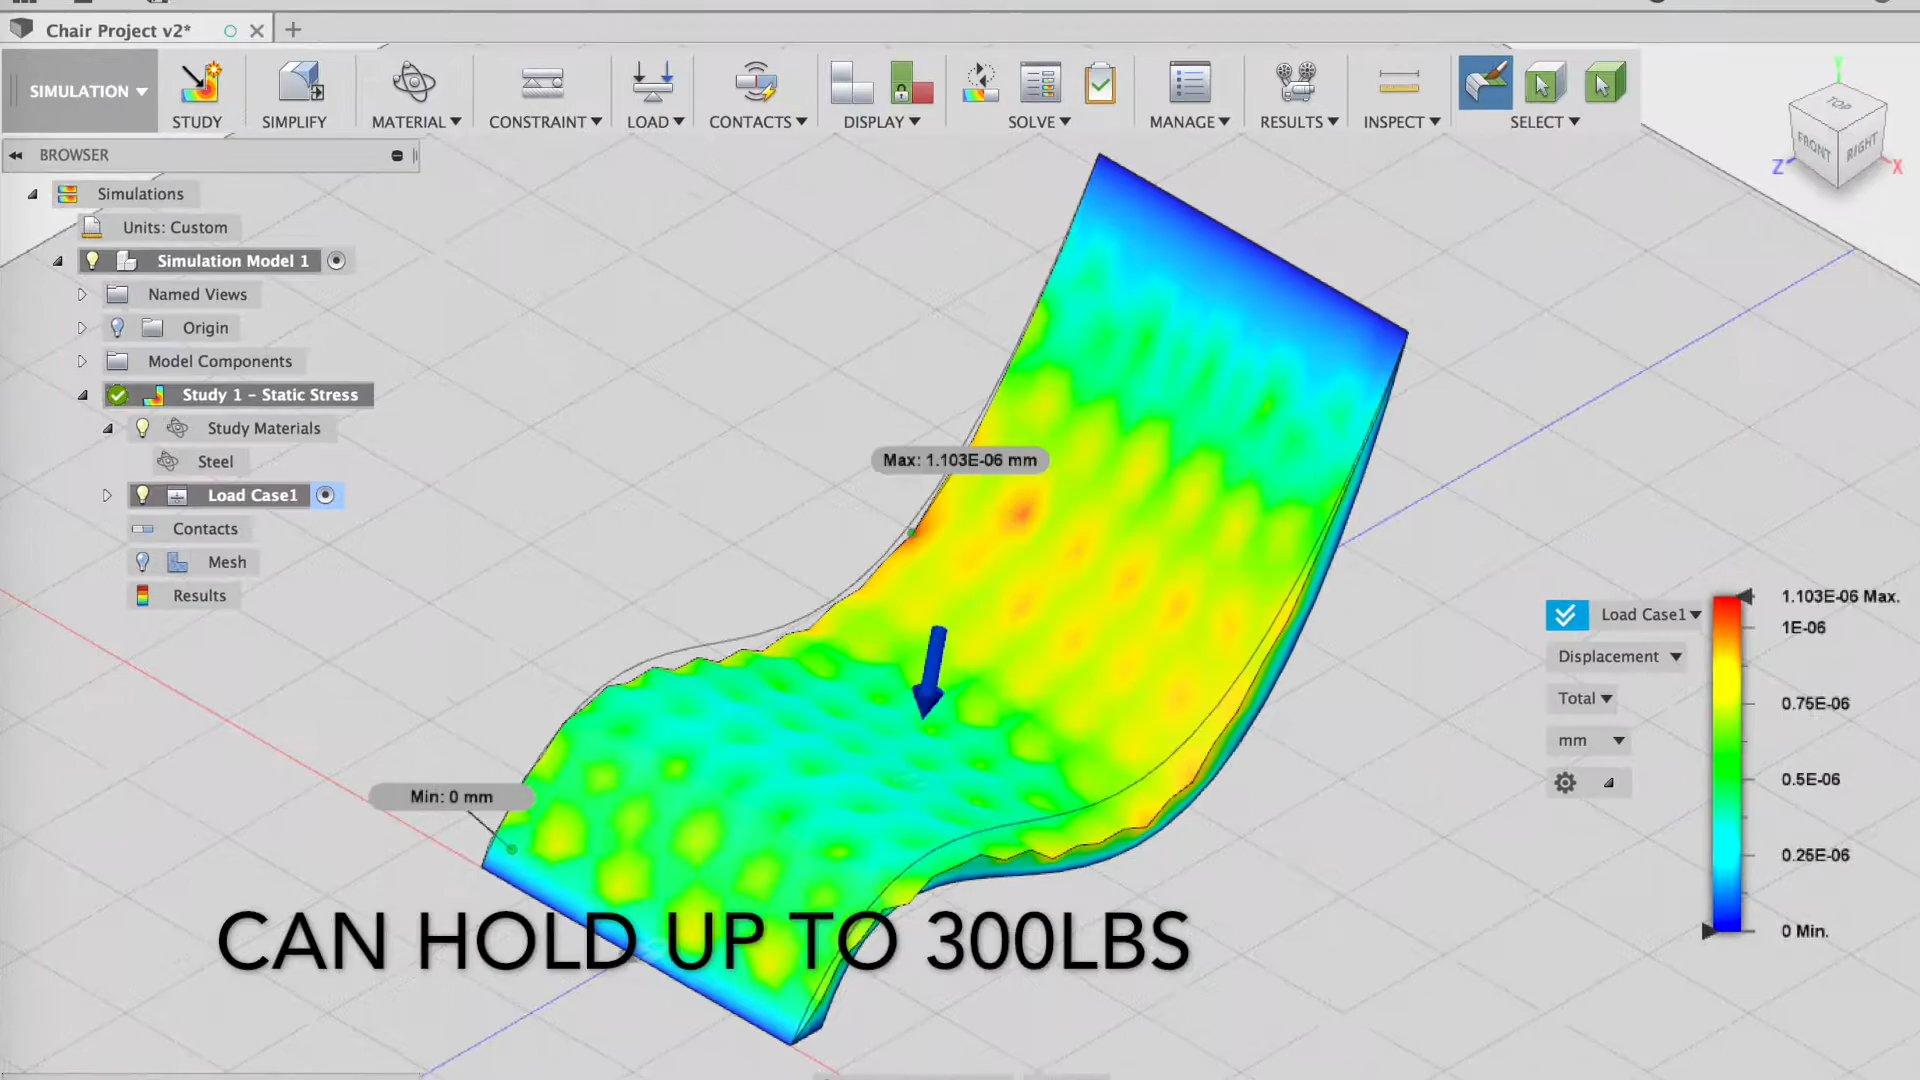 Chair Project v2*
SIMULATION
STUDY
SIMPLIFY
MATERIAL
CONSTRAINT
LOAD
CONTACTS
DISPLAY
SOLVE
MANAGE
RESULTS
INSPECT
SELECT
TOP
FRONT
RIGHT
Y
Z
X
BROWSER
Simulations
Units: Custom
Simulation Model 1
Named Views
Origin
Model Components
Study 1 - Static Stress
Study Materials
Steel
Load Case1
Contacts
Mesh
Results
Max: 1.103E-06 mm
Min: 0 mm
Load Case1
Displacement
Total
mm
1.103E-06 Max.
1E-06
0.75E-06
0.5E-06
0.25E-06
0 Min.
CAN HOLD UP TO 300LBS